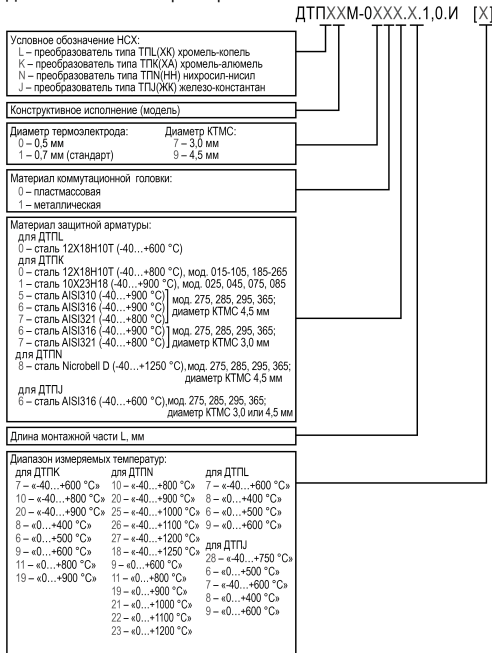 ДТПXXМ-0XXX.X.1,0.И [X]
Условное обозначение НСХ:
L – преобразователь типа ТПL(ХК) хромель-копель
K – преобразователь типа ТПК(ХА) хромель-алюмель
N – преобразователь типа ТПN(НН) нихросил-нисил
J – преобразователь типа ТПJ(ЖК) железо-константан
Конструктивное исполнение (модель)
Диаметр термоэлектрода: Диаметр КТМС:
0 – 0,5 мм 7 – 3,0 мм
1 – 0,7 мм (стандарт) 9 – 4,5 мм
Материал коммутационной головки:
0 – пластмассовая
1 – металлическая
Материал защитной арматуры:
для ДТПL
0 – сталь 12Х18Н10Т (-40...+600 °С)
для ДТПК
0 – сталь 12Х18Н10Т (-40...+800 °С), мод. 015-105, 185-265
1 – сталь 10Х23Н18 (-40...+900 °С), мод. 025, 045, 075, 085
5 – сталь AISI310 (-40...+900 °С)
6 – сталь AISI316 (-40...+900 °С) мод. 275, 285, 295, 365;
7 – сталь AISI321 (-40...+800 °С) диаметр КТМС 4,5 мм
6 – сталь AISI316 (-40...+900 °С) мод. 275, 285, 295, 365;
7 – сталь AISI321 (-40...+800 °С) диаметр КТМС 3,0 мм
для ДТПN
8 – сталь Nicrobell D (-40...+1250 °С), мод. 275, 285, 295, 365;
диаметр КТМС 4,5 мм
для ДТПJ
6 – сталь AISI316 (-40...+600 °С), мод. 275, 285, 295, 365;
диаметр КТМС 3,0 или 4,5 мм
Длина монтажной части L, мм
Диапазон измеряемых температур:
для ДТПК
7 – «-40...+600 °С»
10 – «-40...+800 °С»
20 – «-40...+900 °С»
8 – «0...+400 °С»
6 – «0...+500 °С»
9 – «0...+600 °С»
11 – «0...+800 °С»
19 – «0...+900 °С»
для ДТПN
10 – «-40...+800 °С»
20 – «-40...+900 °С»
25 – «-40...+1000 °С»
26 – «-40...+1100 °С»
27 – «-40...+1200 °С»
18 – «-40...+1250 °С»
9 – «0...+600 °С»
11 – «0...+800 °С»
19 – «0...+900 °С»
21 – «0...+1000 °С»
22 – «0...+1100 °С»
23 – «0...+1200 °С»
для ДТПL
7 – «-40...+600 °С»
8 – «0...+400 °С»
6 – «0...+500 °С»
9 – «0...+600 °С»
для ДТПJ
28 – «-40...+750 °С»
6 – «0...+500 °С»
7 – «-40...+600 °С»
8 – «0...+400 °С»
9 – «0...+600 °С»